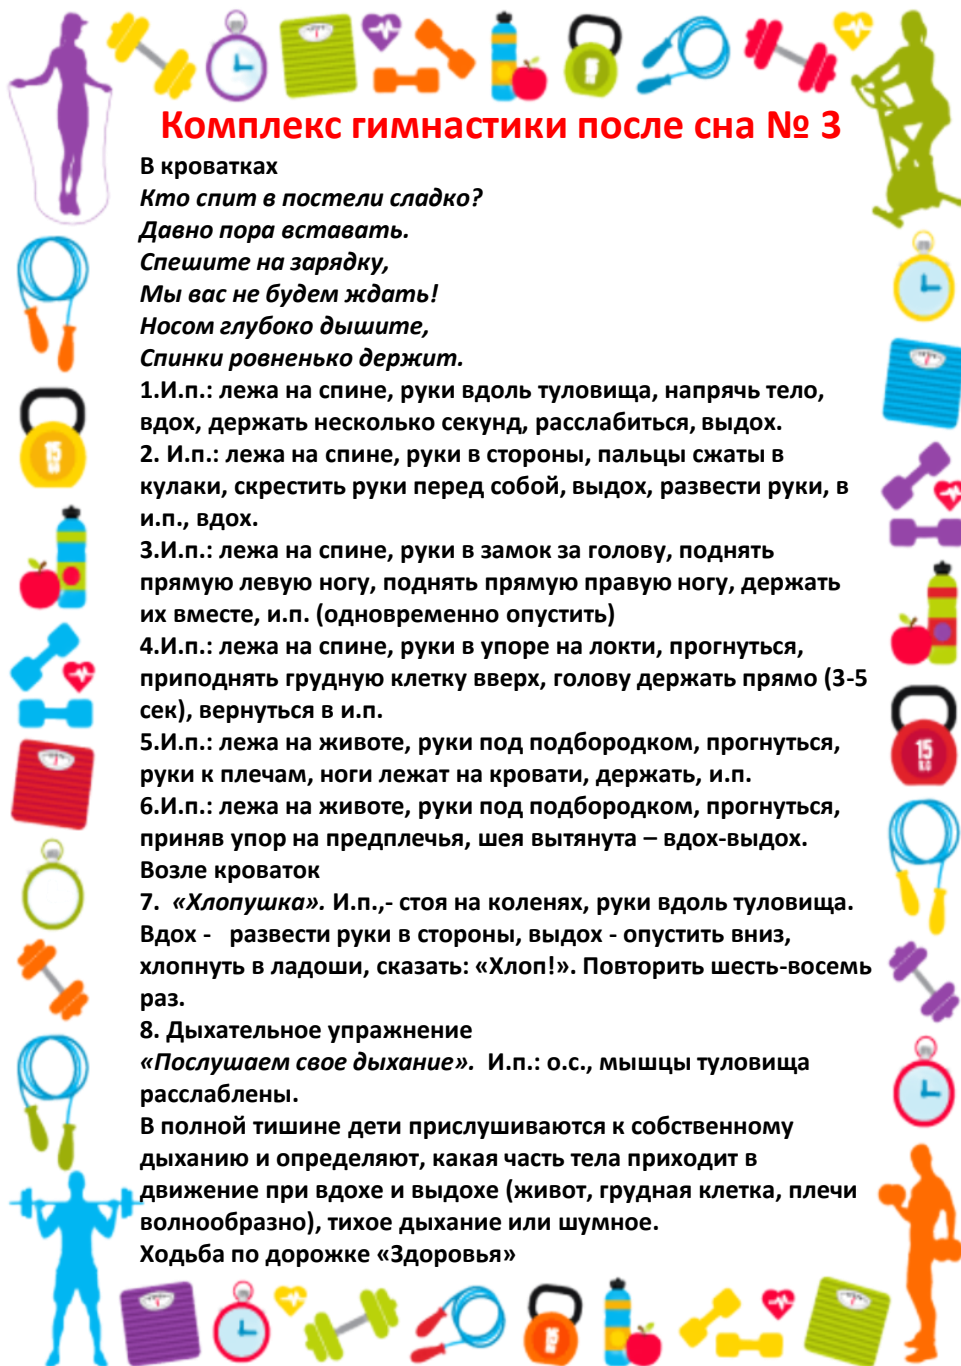 Комплекс гимнастики после сна № 3
В кроватках
Кто спит в постели сладко?
Давно пора вставать.
Спешите на зарядку,
Мы вас не будем ждать!
Носом глубоко дышите,
Спинки ровненько держит.
1.И.п.: лежа на спине, руки вдоль туловища, напрячь тело,
вдох, держать несколько секунд, расслабиться, выдох.
2. И.п.: лежа на спине, руки в стороны, пальцы сжаты в
кулаки, скрестить руки перед собой, выдох, развести руки, в
и.п., вдох.
3.И.п.: лежа на спине, руки в замок за голову, поднять
прямую левую ногу, поднять прямую правую ногу, держать
их вместе, и.п. (одновременно опустить)
4.И.п.: лежа на спине, руки в упоре на локти, прогнуться,
приподнять грудную клетку вверх, голову держать прямо (3-5
сек), вернуться в и.п.
5.И.п.: лежа на животе, руки под подбородком, прогнуться,
руки к плечам, ноги лежат на кровати, держать, и.п.
6.И.п.: лежа на животе, руки под подбородком, прогнуться,
приняв упор на предплечья, шея вытянута – вдох-выдох.
Возле кроваток
7. «Хлопушка». И.п.,- стоя на коленях, руки вдоль туловища.
Вдох - развести руки в стороны, выдох - опустить вниз,
хлопнуть в ладоши, сказать: «Хлоп!». Повторить шесть-восемь
раз.
8. Дыхательное упражнение
«Послушаем свое дыхание». И.п.: о.с., мышцы туловища
расслаблены.
В полной тишине дети прислушиваются к собственному
дыханию и определяют, какая часть тела приходит в
движение при вдохе и выдохе (живот, грудная клетка, плечи
волнообразно), тихое дыхание или шумное.
Ходьба по дорожке «Здоровья»
15
KG